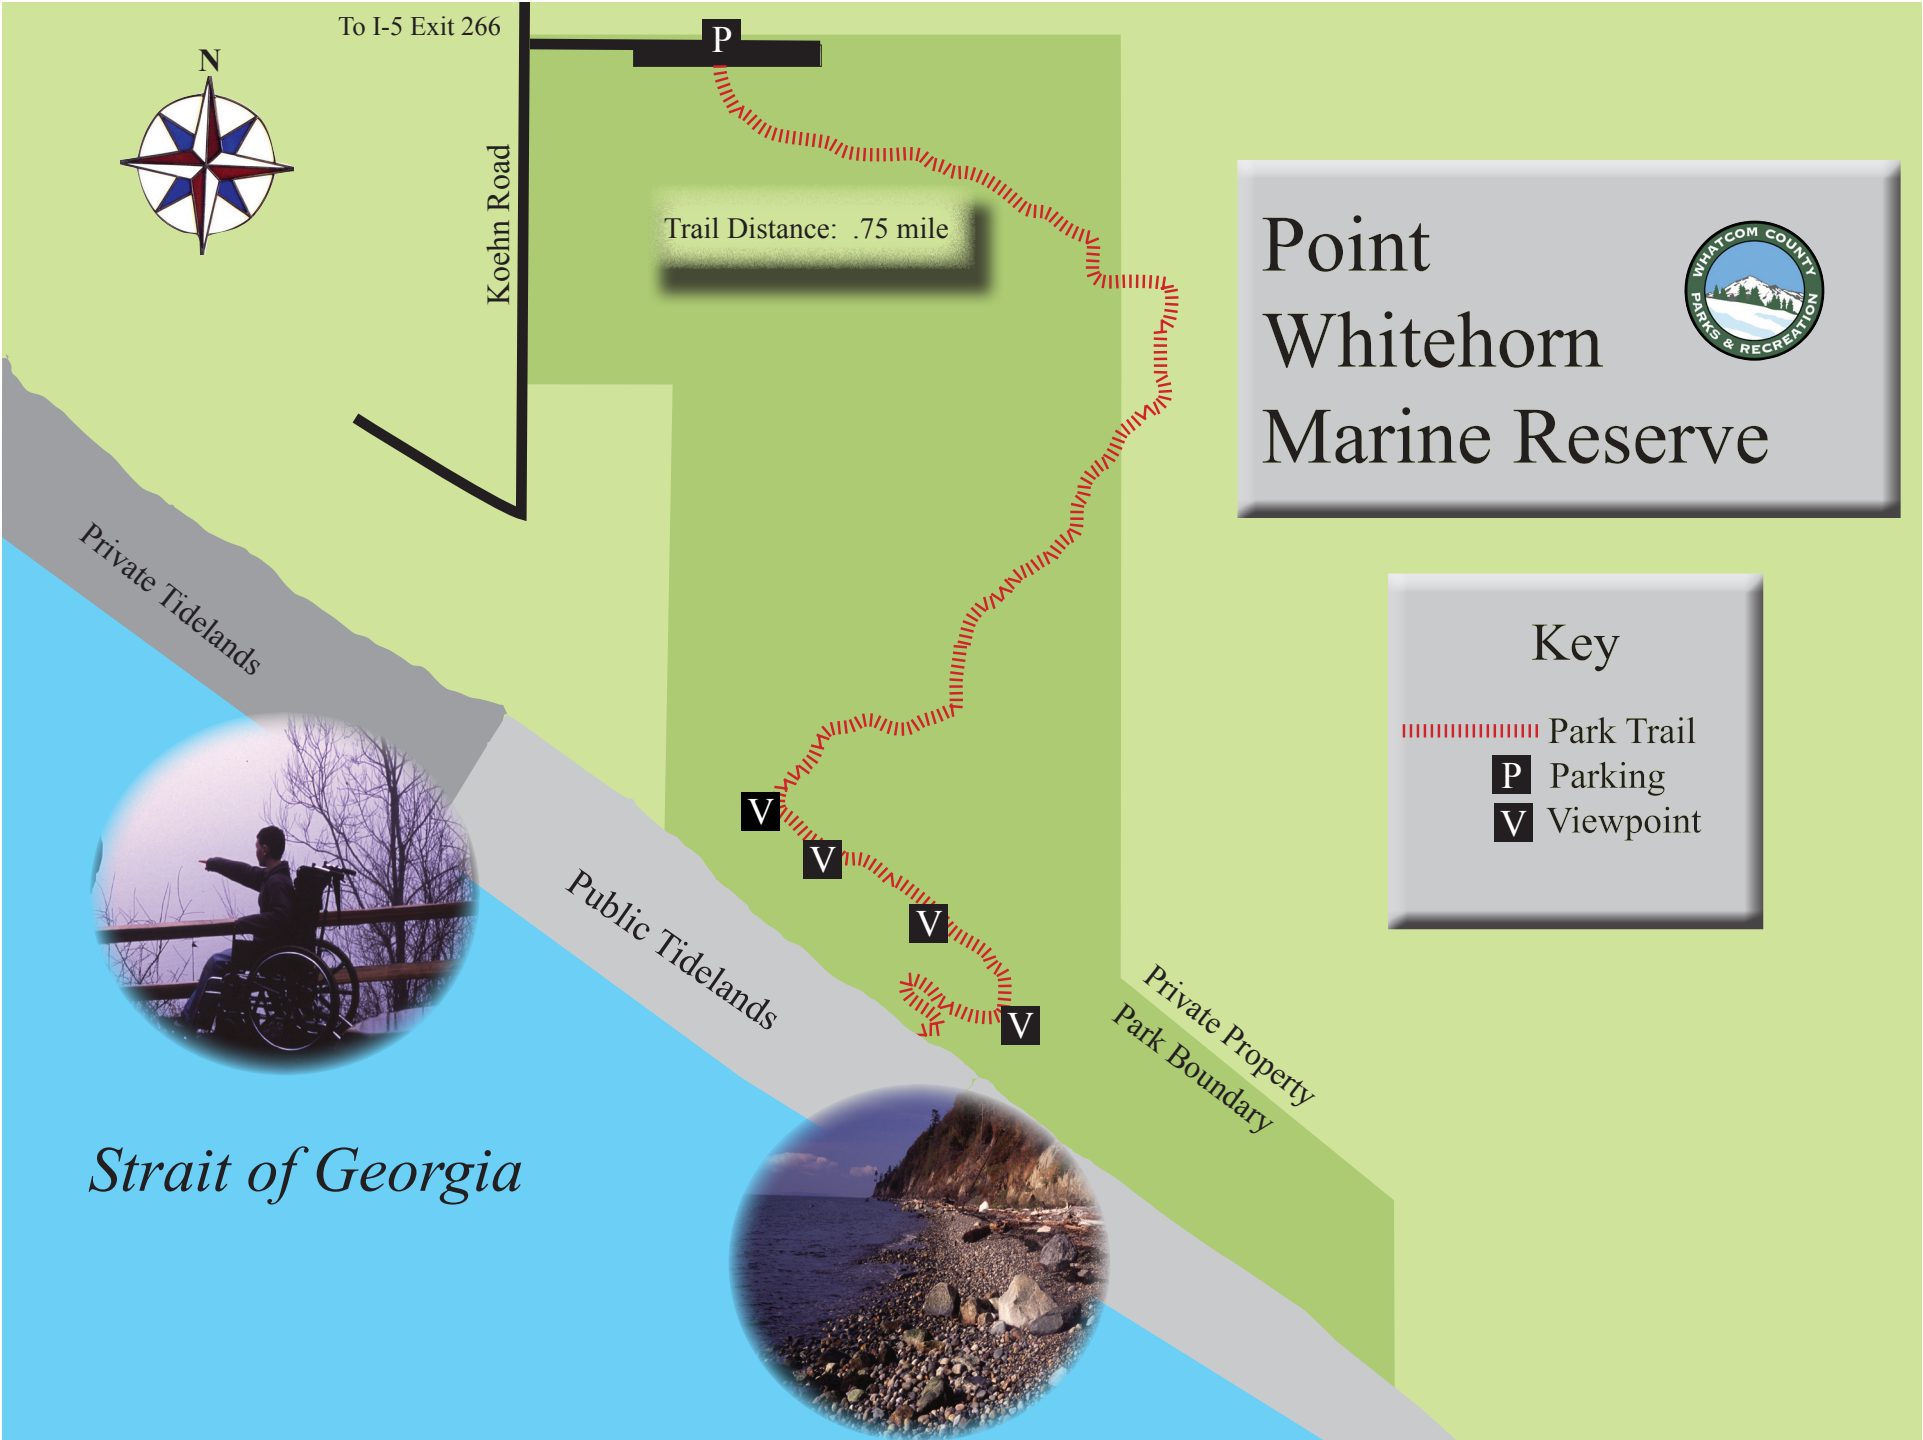 To I-5 Exit 266
P
N
Koehn Road
Trail Distance: .75 mile
Point
Whitehorn
Marine Reserve
WHATCOM COUNTY
PARKS & RECREATION
Private Tidelands
Key
Park Trail
P Parking
V Viewpoint
V
V
V
V
Public Tidelands
Private Property
Park Boundary
Strait of Georgia